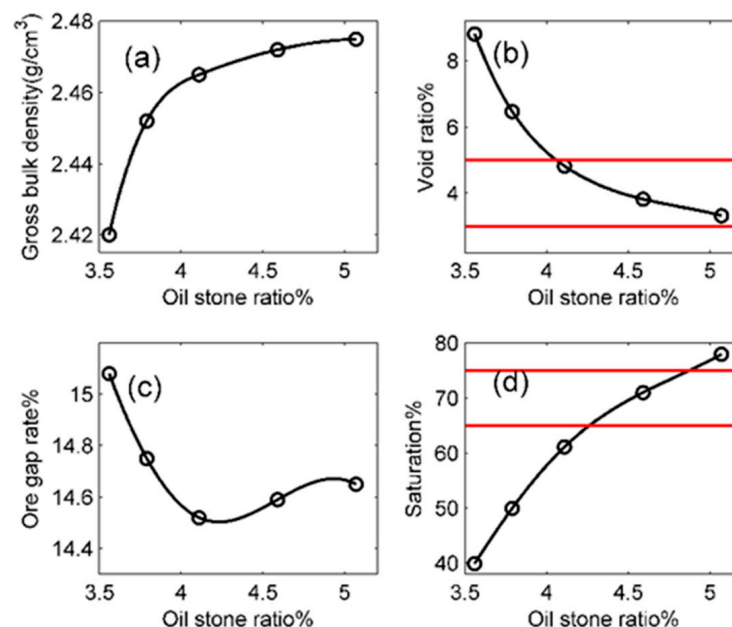 (a)
Gross bulk density(g/cm³)
2.48
2.46
2.44
2.42
3.5 4 4.5 5
Oil stone ratio%
(b)
Void ratio%
8
6
4
3.5 4 4.5 5
Oil stone ratio%
(c)
Ore gap rate%
15
14.8
14.6
14.4
3.5 4 4.5 5
Oil stone ratio%
(d)
Saturation%
80
70
60
50
40
3.5 4 4.5 5
Oil stone ratio%